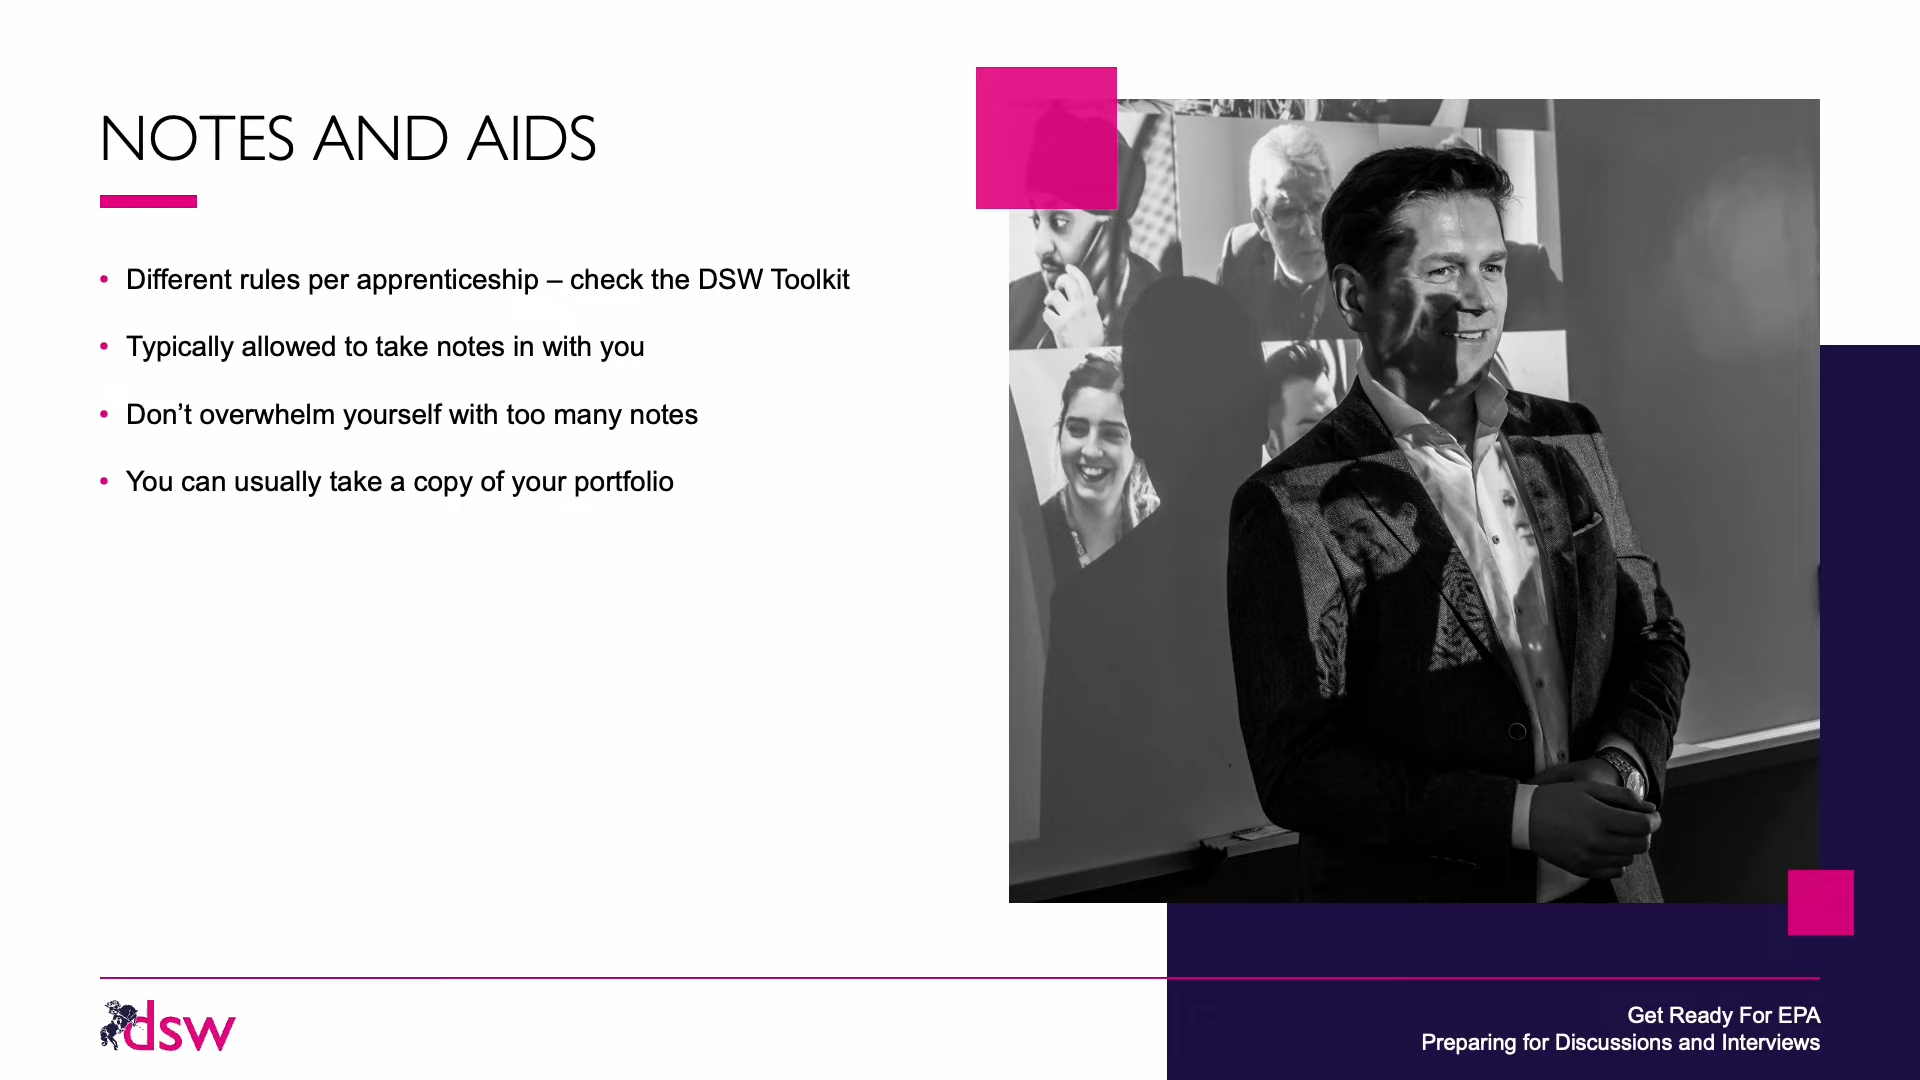 NOTES AND AIDS
• Different rules per apprenticeship – check the DSW Toolkit
• Typically allowed to take notes in with you
• Don’t overwhelm yourself with too many notes
• You can usually take a copy of your portfolio
dsw
Get Ready For EPA
Preparing for Discussions and Interviews